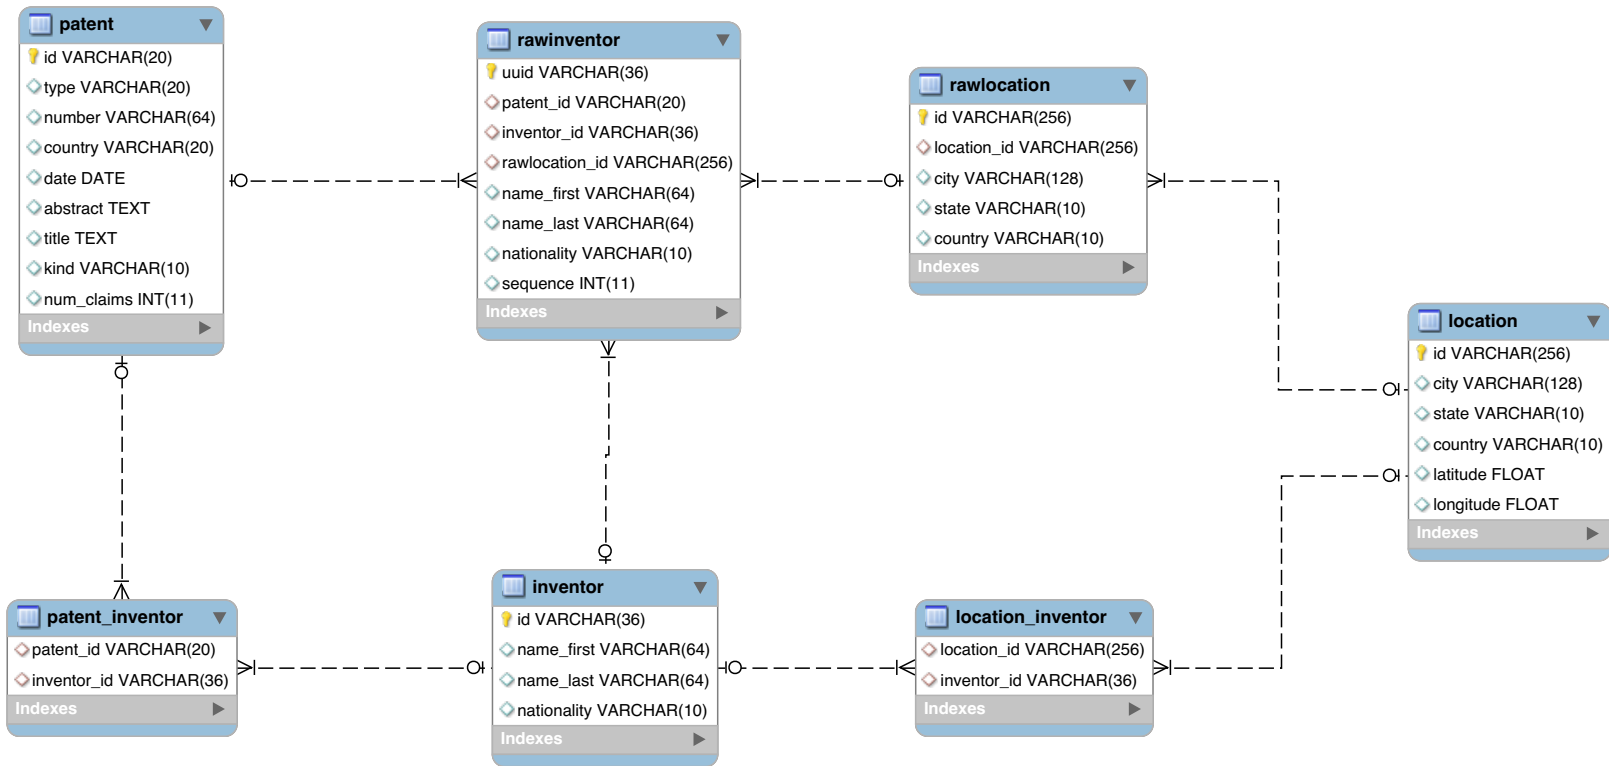 patent
id VARCHAR(20)
type VARCHAR(20)
number VARCHAR(64)
country VARCHAR(20)
date DATE
abstract TEXT
title TEXT
kind VARCHAR(10)
num_claims INT(11)
Indexes
rawinventor
uuid VARCHAR(36)
patent_id VARCHAR(20)
inventor_id VARCHAR(36)
rawlocation_id VARCHAR(256)
name_first VARCHAR(64)
name_last VARCHAR(64)
nationality VARCHAR(10)
sequence INT(11)
Indexes
rawlocation
id VARCHAR(256)
location_id VARCHAR(256)
city VARCHAR(128)
state VARCHAR(10)
country VARCHAR(10)
Indexes
location
id VARCHAR(256)
city VARCHAR(128)
state VARCHAR(10)
country VARCHAR(10)
latitude FLOAT
longitude FLOAT
Indexes
patent_inventor
patent_id VARCHAR(20)
inventor_id VARCHAR(36)
Indexes
inventor
id VARCHAR(36)
name_first VARCHAR(64)
name_last VARCHAR(64)
nationality VARCHAR(10)
Indexes
location_inventor
location_id VARCHAR(256)
inventor_id VARCHAR(36)
Indexes